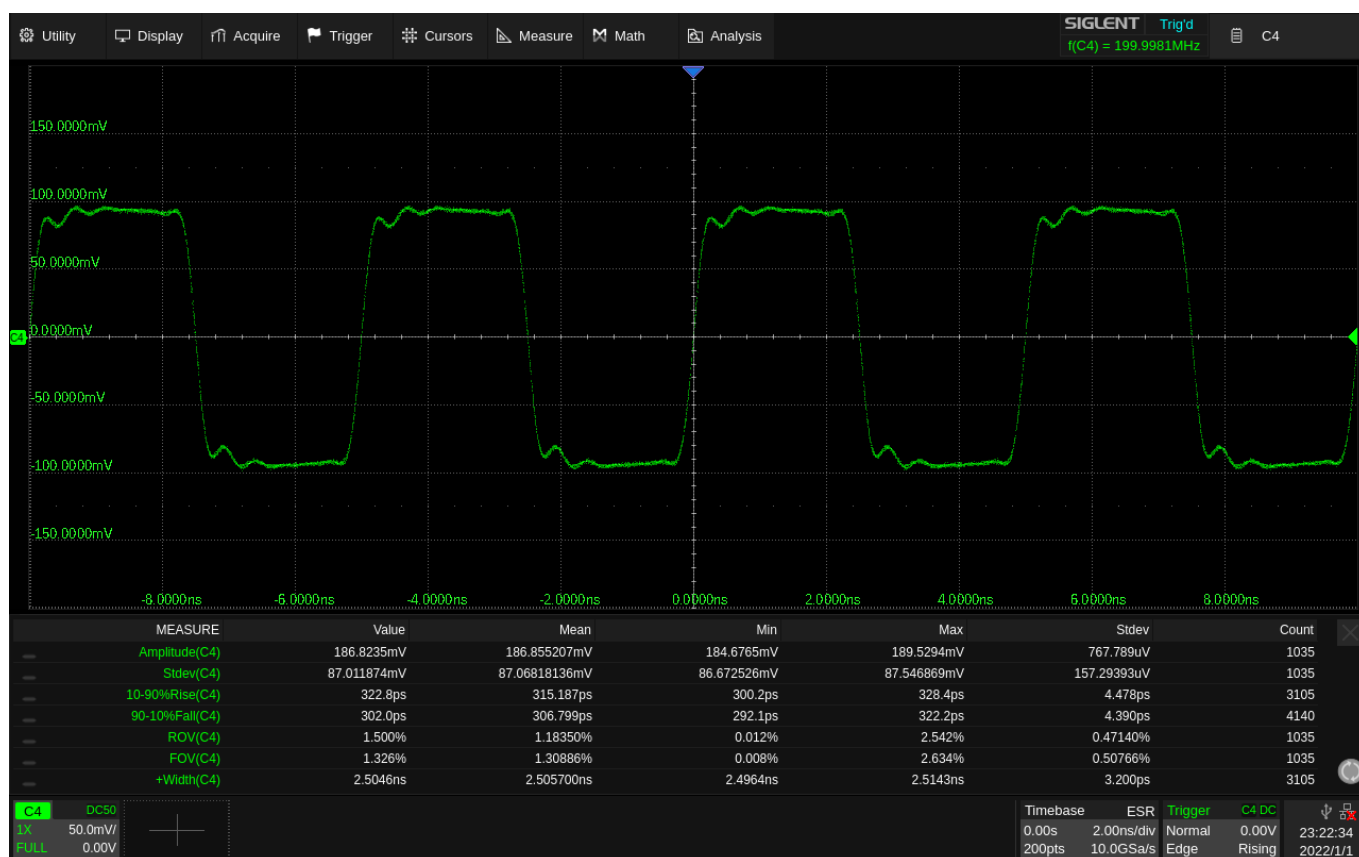 Utility Display Acquire Trigger Cursors Measure Math Analysis SIGLENT Trig'd C4
f(C4) = 199.9981MHz
150.0000mV
100.0000mV
50.0000mV
C4 0.0000mV
-50.0000mV
-100.0000mV
-150.0000mV
-8.0000ns -6.0000ns -4.0000ns -2.0000ns 0.0000ns 2.0000ns 4.0000ns 6.0000ns 8.0000ns
MEASURE Value Mean Min Max Stdev Count
Amplitude(C4) 186.8235mV 186.855207mV 184.6765mV 189.5294mV 767.789uV 1035
Stdev(C4) 87.011874mV 87.06818136mV 86.672526mV 87.546869mV 157.29393uV 1035
10-90%Rise(C4) 322.8ps 315.187ps 300.2ps 328.4ps 4.478ps 3105
90-10%Fall(C4) 302.0ps 306.799ps 292.1ps 322.2ps 4.390ps 4140
ROV(C4) 1.500% 1.18350% 0.012% 2.542% 0.47140% 1035
FOV(C4) 1.326% 1.30886% 0.008% 2.634% 0.50766% 1035
+Width(C4) 2.5046ns 2.505700ns 2.4964ns 2.5143ns 3.200ps 3105
C4 DC50 Timebase ESR Trigger C4 DC
1X 50.0mV/ 0.00s 2.00ns/div Normal 0.00V 23:22:34
FULL 0.00V 200pts 10.0GSa/s Edge Rising 2022/1/1